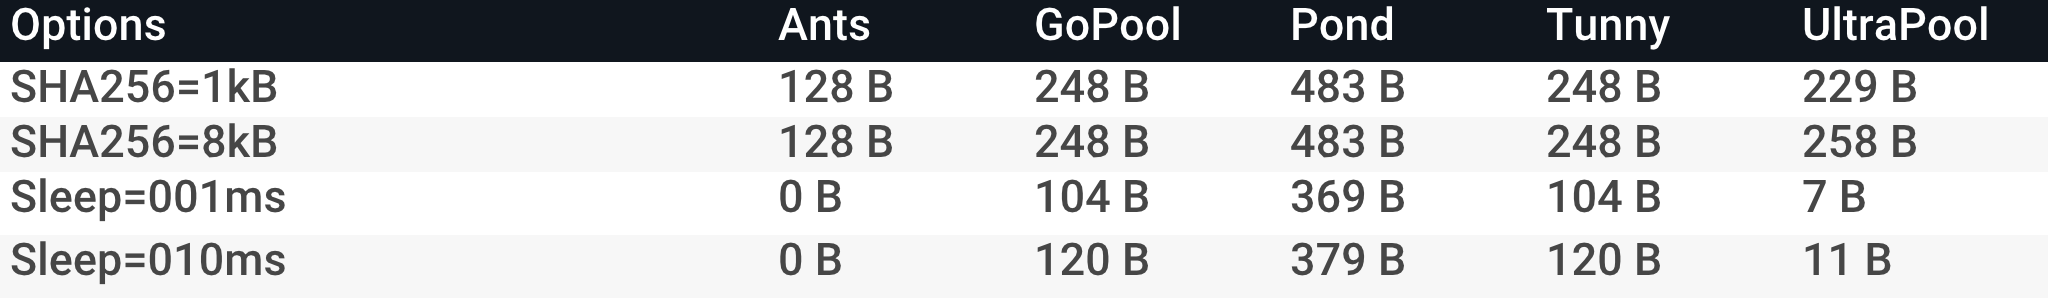 Options Ants GoPool Pond Tunny UltraPool
SHA256=1kB 128 B 248 B 483 B 248 B 229 B
SHA256=8kB 128 B 248 B 483 B 248 B 258 B
Sleep=001ms 0 B 104 B 369 B 104 B 7 B
Sleep=010ms 0 B 120 B 379 B 120 B 11 B